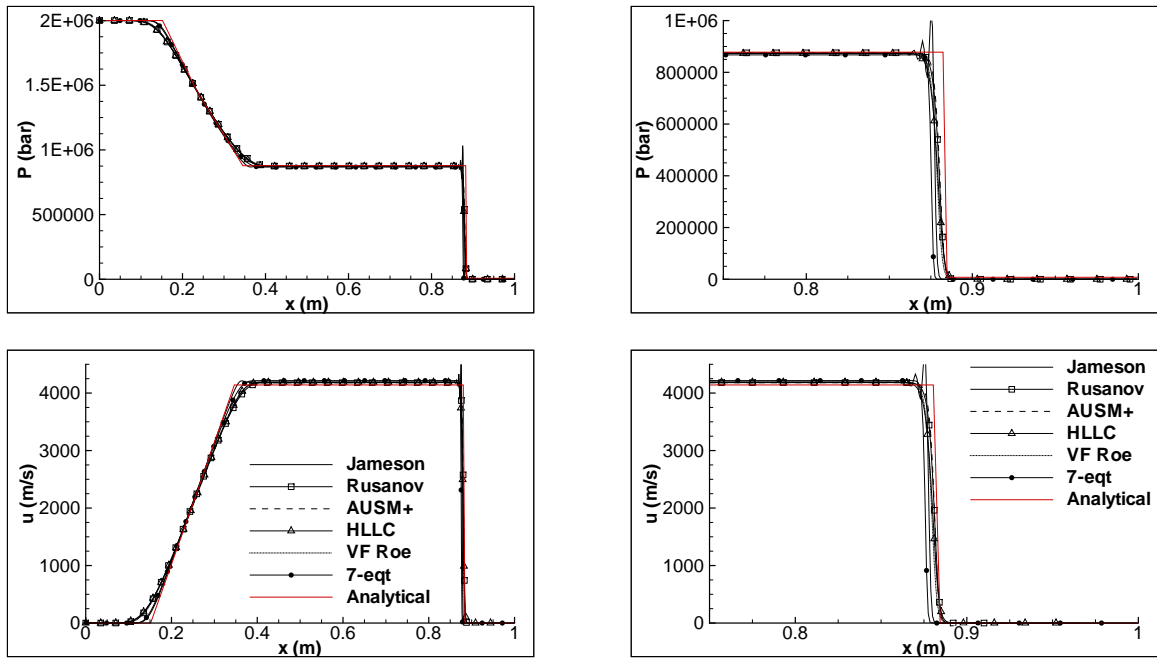 P (bar)
2E+06
1.5E+06
1E+06
500000
0
0 0.2 0.4 0.6 0.8 1
x (m)
P (bar)
1E+06
800000
600000
400000
200000
0
0.8 0.9 1
x (m)
u (m/s)
4000
3000
2000
1000
0
Jameson
Rusanov
AUSM+
HLLC
VF Roe
7-eqt
Analytical
0 0.2 0.4 0.6 0.8 1
x (m)
u (m/s)
4000
3000
2000
1000
0
Jameson
Rusanov
AUSM+
HLLC
VF Roe
7-eqt
Analytical
0.8 0.9 1
x (m)